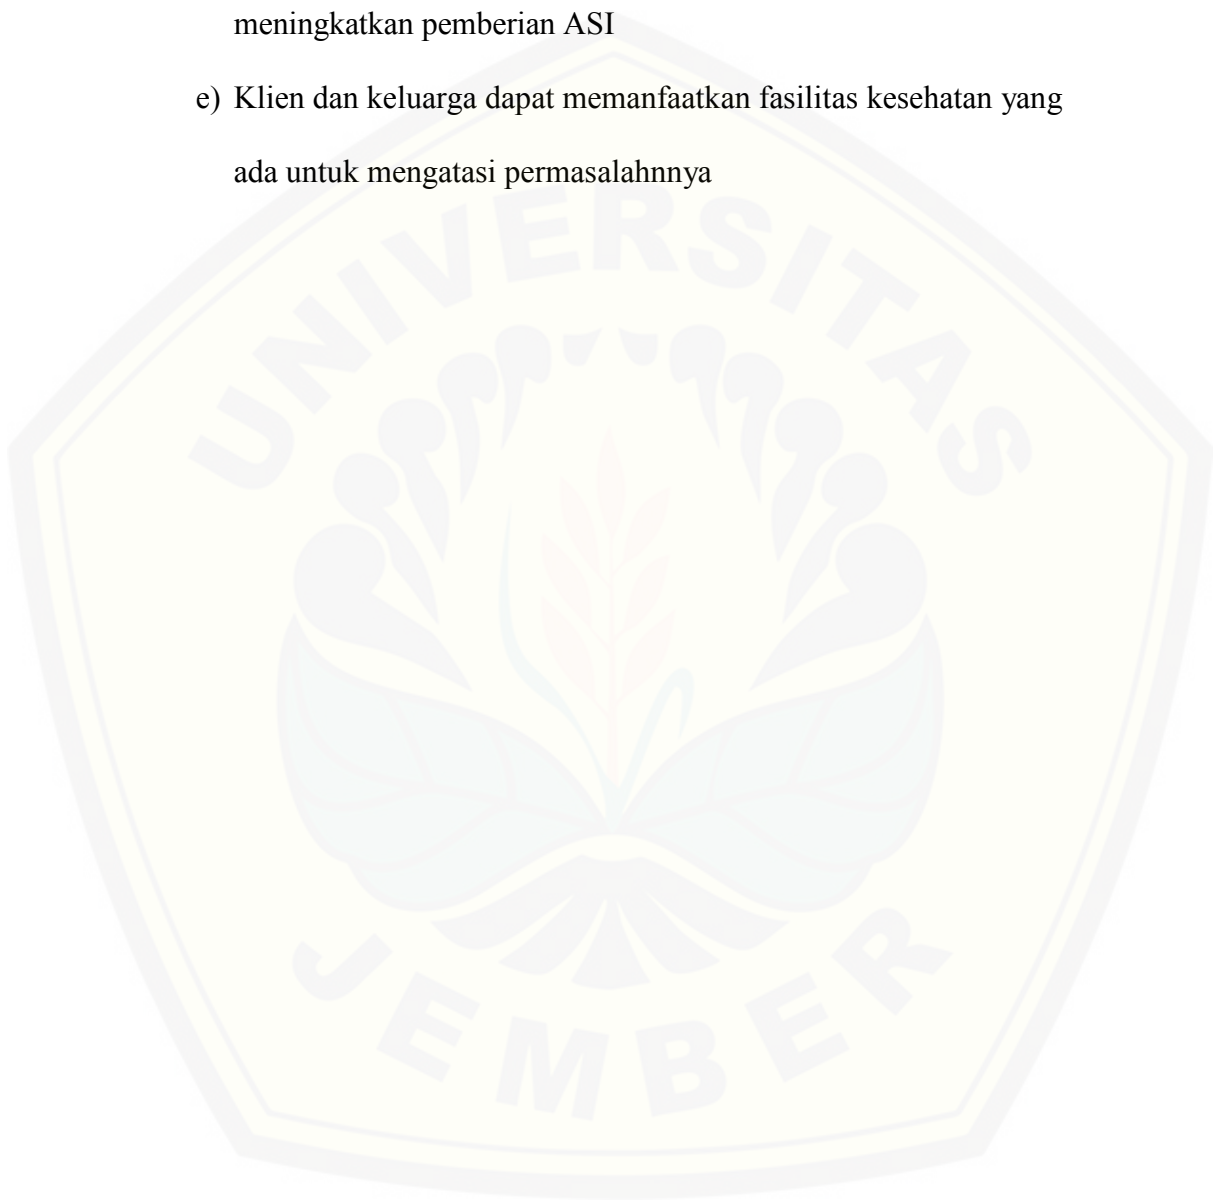 meningkatkan pemberian ASI
e) Klien dan keluarga dapat memanfaatkan fasilitas kesehatan yang
ada untuk mengatasi permasalahnnya
UNIVERSITAS
JEMBER